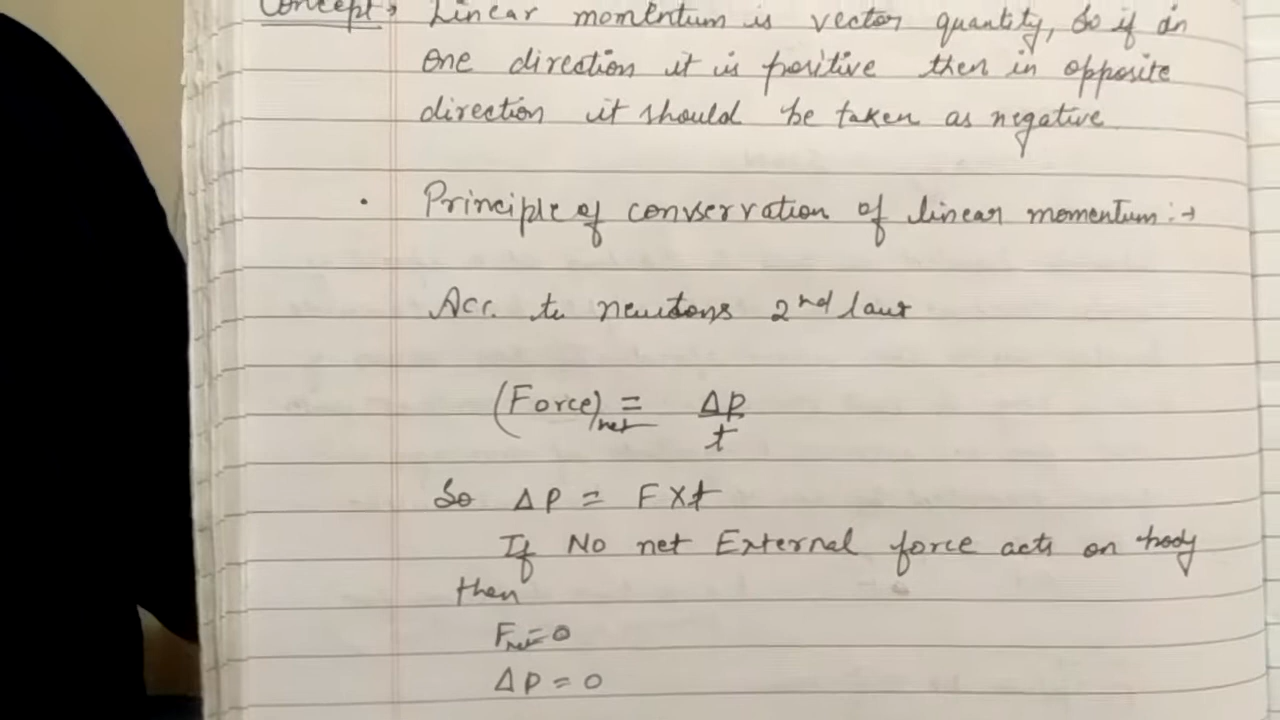 Concept → Linear momentum is vector quantity, So if in
one direction it is positive then in opposite
direction it should be taken as negative
• Principle of convservation of linear momentum :→
Acc. to newtons 2nd law
(Force)net = ΔP/t
So ΔP = F×t
If No net External force acts on body
then
Fnet=0
ΔP = 0